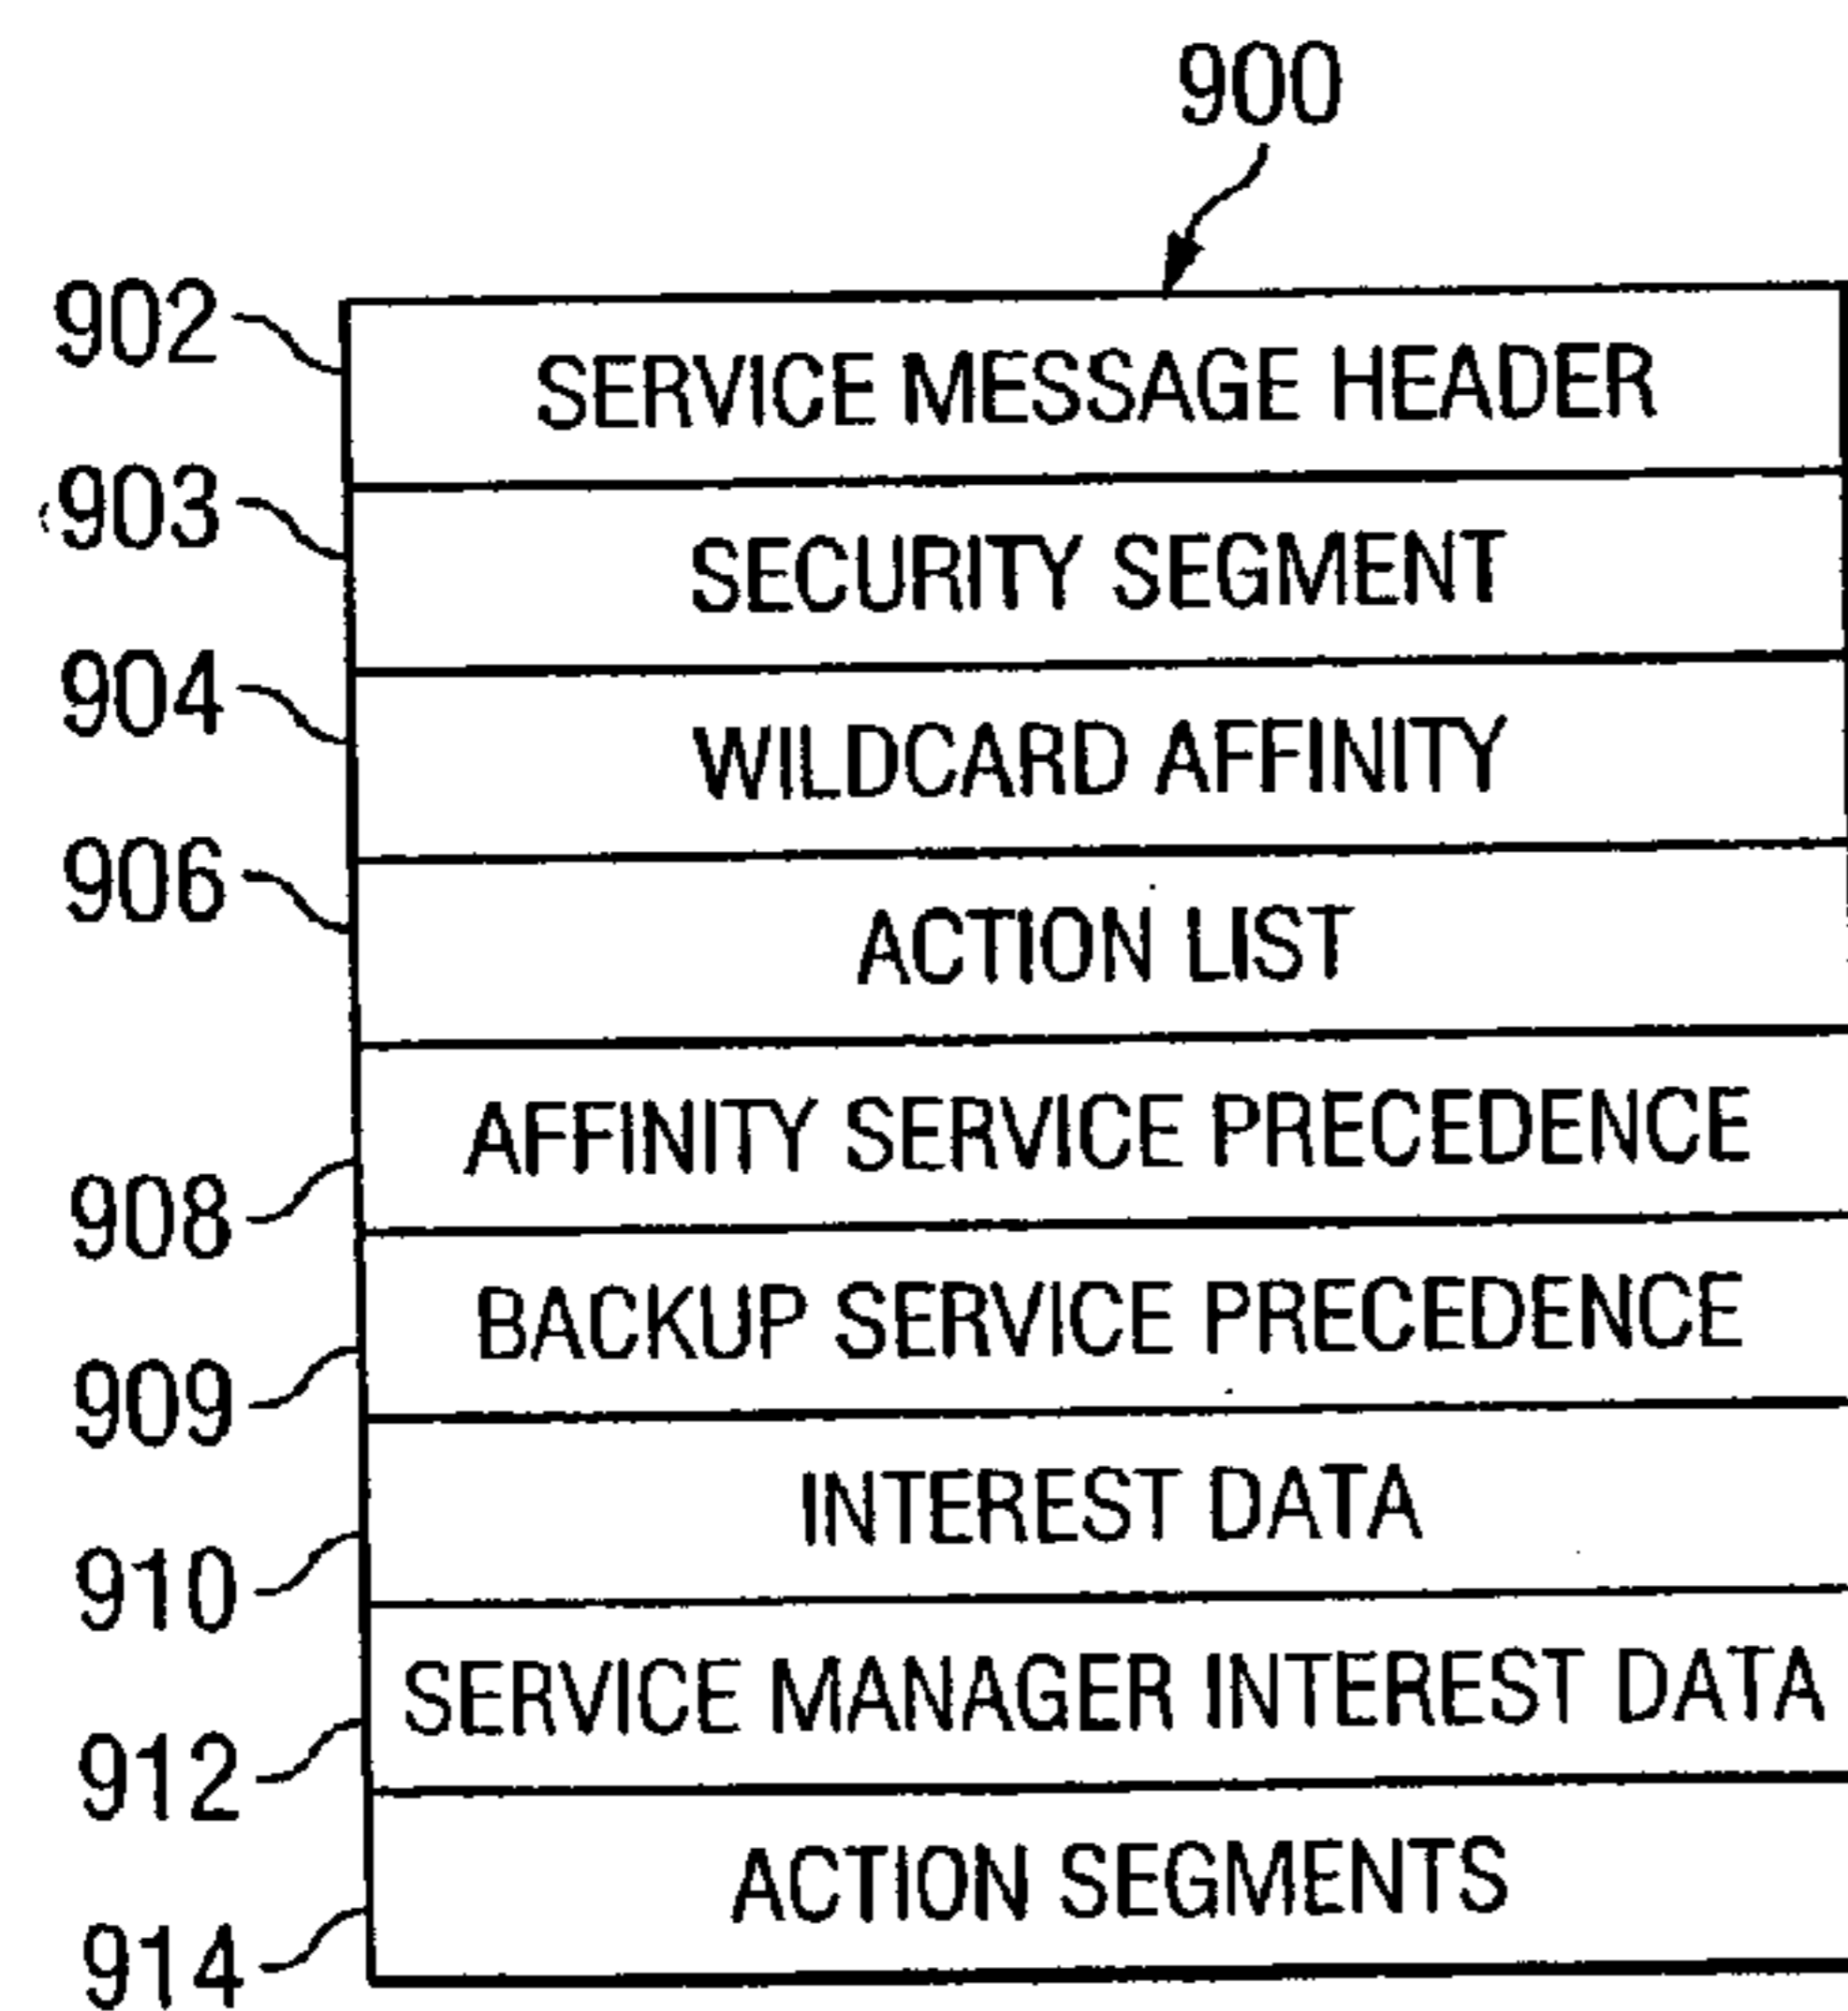 900
902 SERVICE MESSAGE HEADER
903 SECURITY SEGMENT
904 WILDCARD AFFINITY
906 ACTION LIST
908 AFFINITY SERVICE PRECEDENCE
909 BACKUP SERVICE PRECEDENCE
910 INTEREST DATA
912 SERVICE MANAGER INTEREST DATA
914 ACTION SEGMENTS